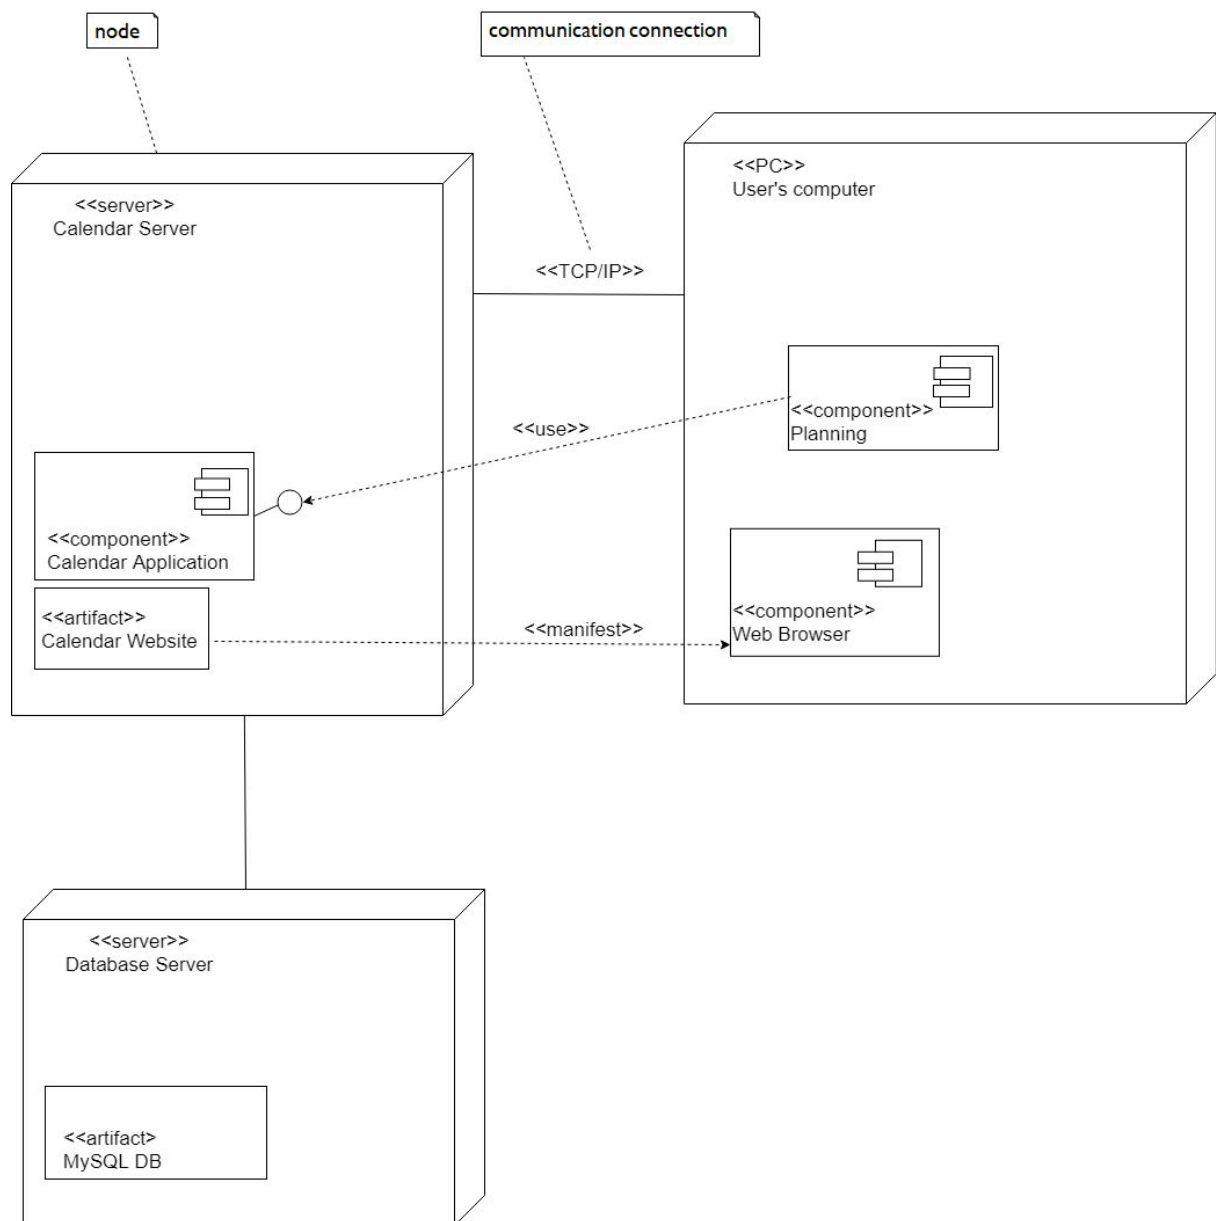 node
communication connection
<<PC>>
User's computer
<<server>>
Calendar Server
<<TCP/IP>>
<<component>>
Planning
<<use>>
<<component>>
Calendar Application
<<artifact>>
Calendar Website
<<manifest>>
<<component>>
Web Browser
<<server>>
Database Server
<<artifact>
MySQL DB